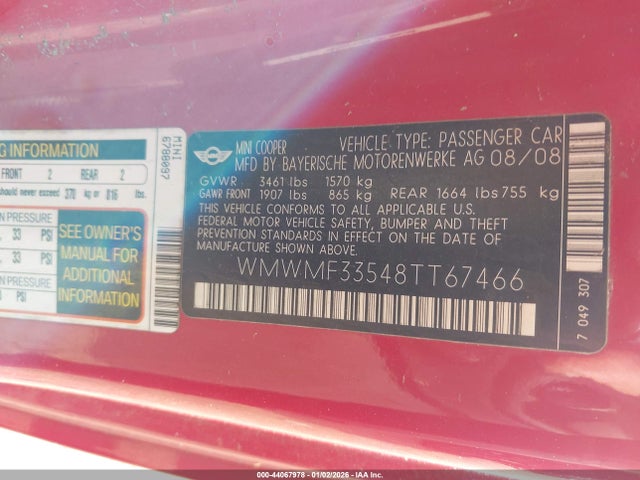 G INFORMATION
FRONT 2 REAR 2
should never exceed 370 kg or 816 lbs.
N PRESSURE
33 PSI
33 PSI
PSI
SEE OWNER'S
MANUAL FOR
ADDITIONAL
INFORMATION
MINI
6788097
MINI
MINI COOPER VEHICLE TYPE: PASSENGER CAR
MFD BY BAYERISCHE MOTORENWERKE AG 08/08
GVWR 3461 lbs 1570 kg
GAWR FRONT 1907 lbs 865 kg REAR 1664 lbs 755 kg
THIS VEHICLE CONFORMS TO ALL APPLICABLE U.S.
FEDERAL MOTOR VEHICLE SAFETY, BUMPER AND THEFT
PREVENTION STANDARDS IN EFFECT ON THE DATE OF
MANUFACTURE SHOWN ABOVE.
WMWMF33548TT67466
7 049 307
000-44067978 - 01/02/2026 - IAA, Inc.